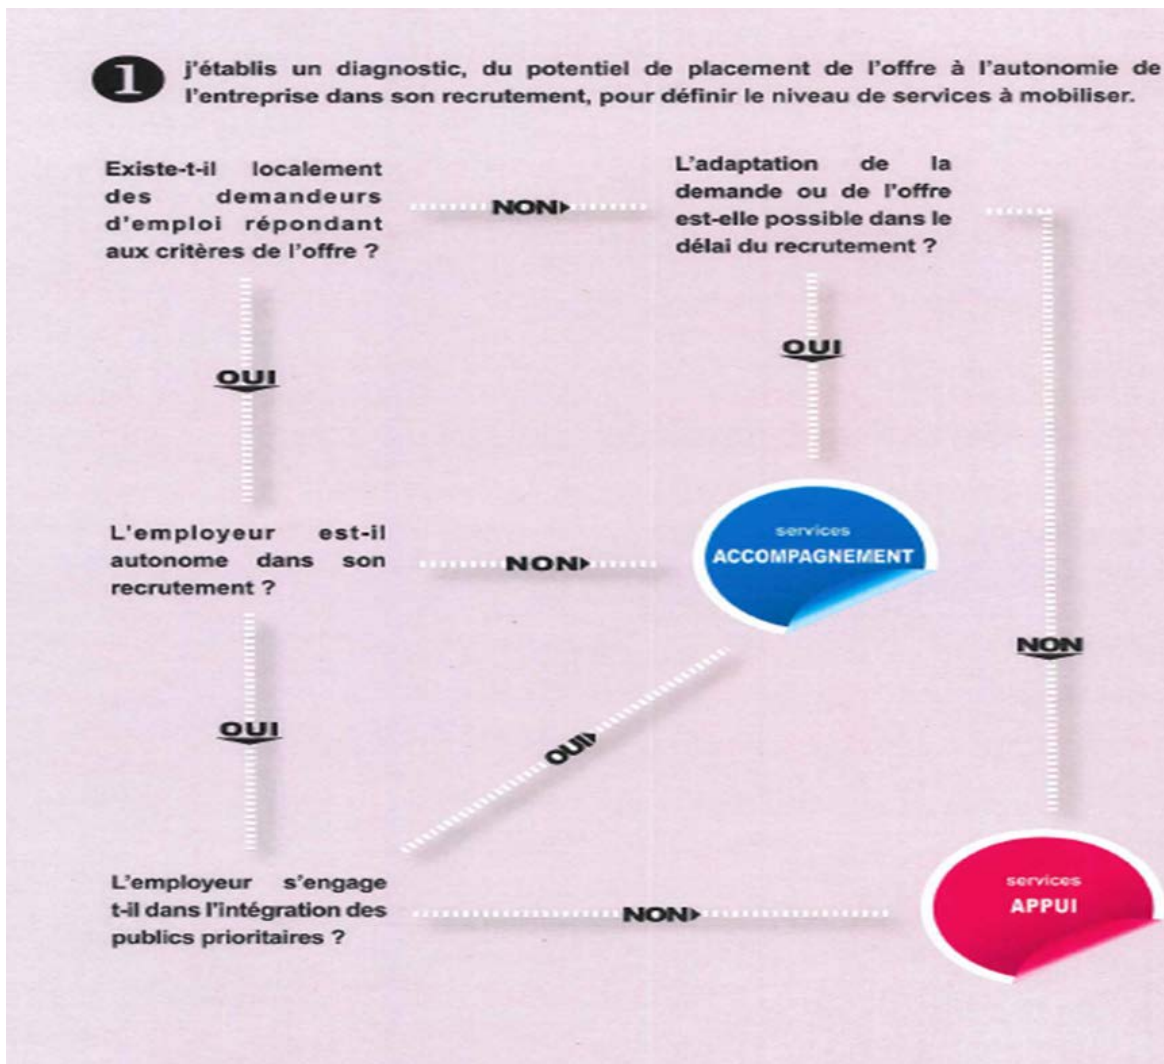 1
j'établis un diagnostic, du potentiel de placement de l'offre à l'autonomie de
l'entreprise dans son recrutement, pour définir le niveau de services à mobiliser.
Existe-t-il localement
des demandeurs
d'emploi répondant
aux critères de l'offre ?
NON
L'adaptation de la
demande ou de l'offre
est-elle possible dans le
délai du recrutement ?
OUI
OUI
L'employeur est-il
autonome dans son
recrutement ?
NON
services
ACCOMPAGNEMENT
NON
OUI
OUI
L'employeur s'engage
t-il dans l'intégration des
publics prioritaires ?
NON
services
APPUI